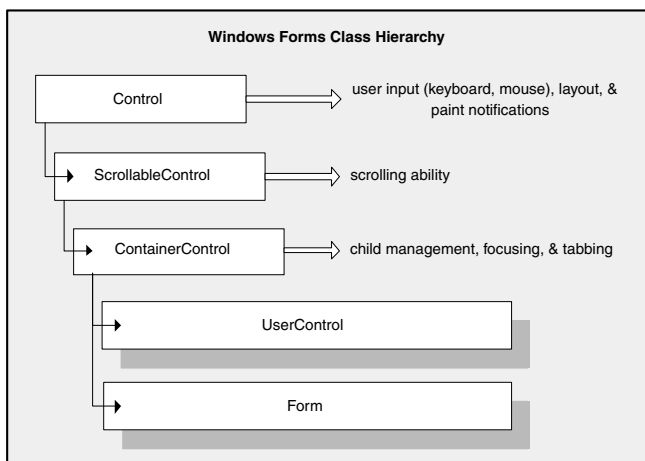 Windows Forms Class Hierarchy
Control
user input (keyboard, mouse), layout, &
paint notifications
ScrollableControl
scrolling ability
ContainerControl
child management, focusing, & tabbing
UserControl
Form